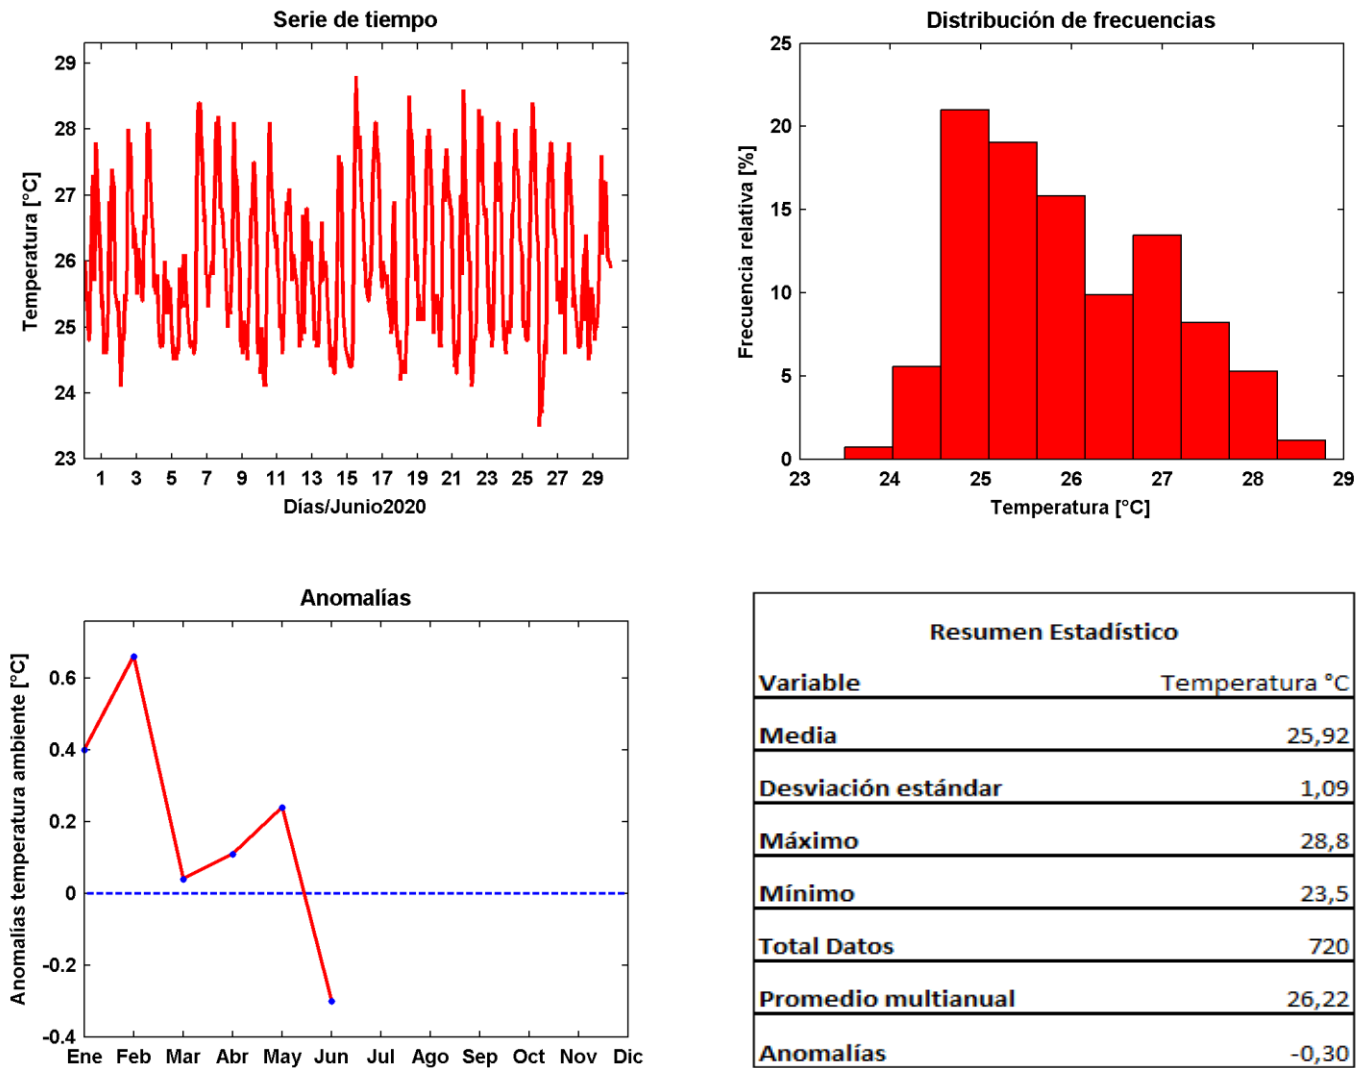 Serie de tiempo
Temperatura [°C]
29
28
27
26
25
24
23
1 3 5 7 9 11 13 15 17 19 21 23 25 27 29
Días/Junio2020
Distribución de frecuencias
Frecuencia relativa [%]
25
20
15
10
5
0
23 24 25 26 27 28 29
Temperatura [°C]
Anomalías
Anomalías temperatura ambiente [°C]
0.6
0.4
0.2
0
-0.2
-0.4
Ene Feb Mar Abr May Jun Jul Ago Sep Oct Nov Dic
Resumen Estadístico
Variable Temperatura °C
Media 25,92
Desviación estándar 1,09
Máximo 28,8
Mínimo 23,5
Total Datos 720
Promedio multianual 26,22
Anomalías -0,30